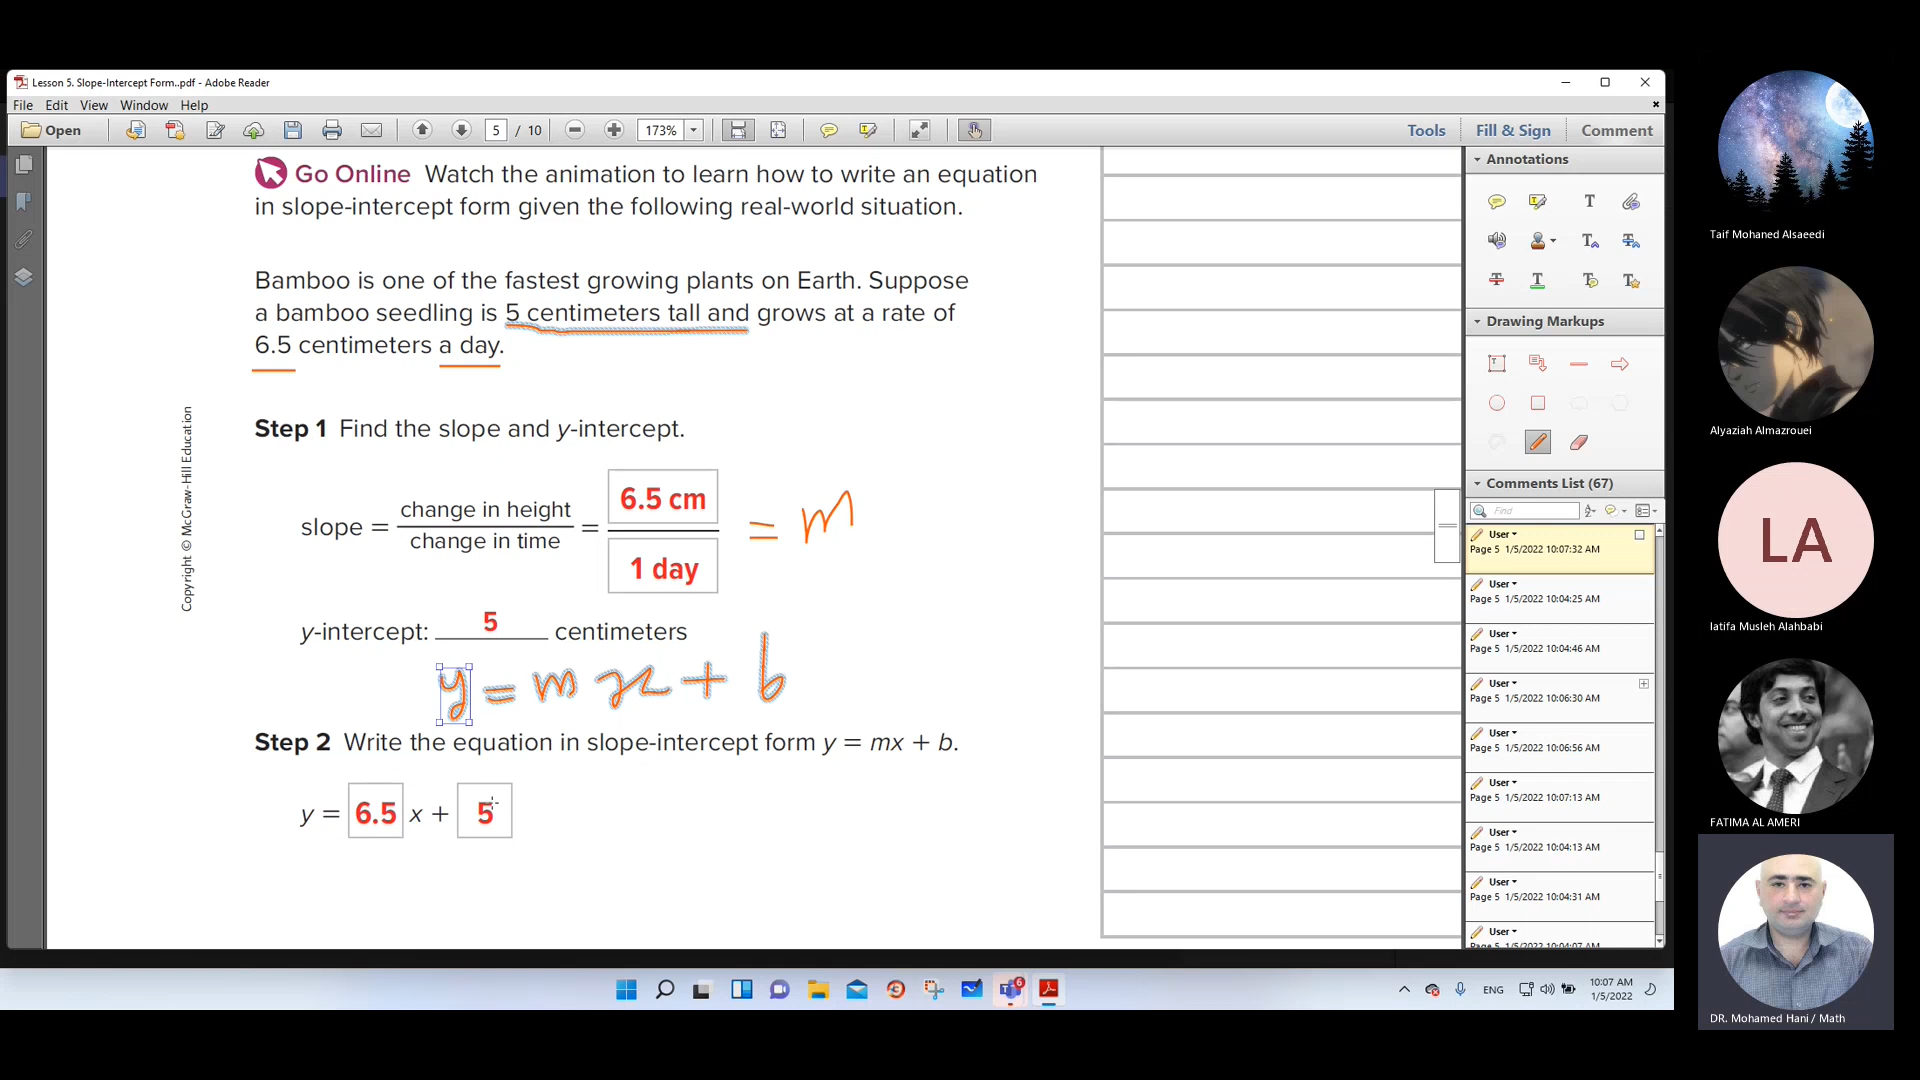 Lesson 5. Slope-Intercept Form..pdf - Adobe Reader
File Edit View Window Help
Open 5 / 10 173% Tools Fill & Sign Comment
Go Online Watch the animation to learn how to write an equation
in slope-intercept form given the following real-world situation.
Bamboo is one of the fastest growing plants on Earth. Suppose
a bamboo seedling is 5 centimeters tall and grows at a rate of
6.5 centimeters a day.
Step 1 Find the slope and y-intercept.
slope = change in height / change in time = 6.5 cm / 1 day = m
y-intercept: 5 centimeters
y = mx + b
Step 2 Write the equation in slope-intercept form y = mx + b.
y = 6.5 x + 5
Copyright © McGraw-Hill Education
Annotations
Drawing Markups
Comments List (67)
Find
User
Page 5 1/5/2022 10:07:32 AM
User
Page 5 1/5/2022 10:04:25 AM
User
Page 5 1/5/2022 10:04:46 AM
User
Page 5 1/5/2022 10:06:30 AM
User
Page 5 1/5/2022 10:06:56 AM
User
Page 5 1/5/2022 10:07:13 AM
User
Page 5 1/5/2022 10:04:13 AM
User
Page 5 1/5/2022 10:04:31 AM
User
Page 5 1/5/2022 10:04:07 AM
Taif Mohaned Alsaeedi
Alyaziah Almazrouei
LA
latifa Musleh Alahbabi
FATIMA AL AMERI
DR. Mohamed Hani / Math
6
ENG
10:07 AM
1/5/2022